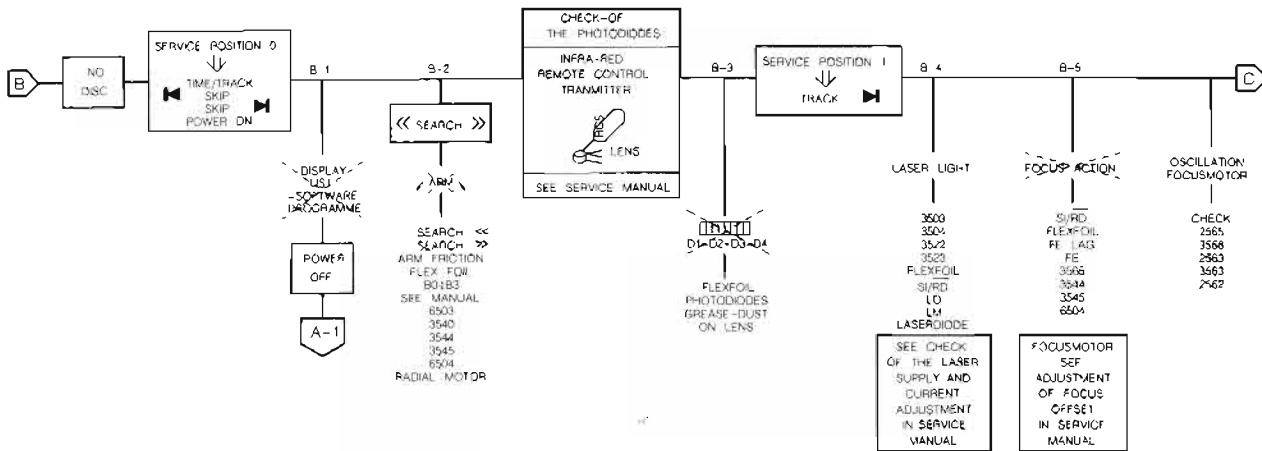 B
NO
DISC
SERVICE POSITION 0
TIME/TRACK
SKIP
SKIP
POWER ON
B-1
DISPLAY
SOFTWARE
POWER
OFF
A-1
B-2
<< SEARCH >>
ARM
SEARCH <<
SEARCH >>
ARM FRICTION
FLEX FOIL
SEE MANUAL
6503
3540
3544
3545
6504
RADIAL MOTOR
CHECK-OF
THE PHOTODIODES
INFRA-RED
REMOTE CONTROL
TRANMITTER
LENS
SEE SERVICE MANUAL
B-3
D1-D2-D3-D4
FLEXFOIL
PHOTODIODES
GREASE-DUST
ON LENS
SERVICE POSITION 1
TRACK
B-4
LASER LIGHT
3503
3504
3522
3523
FLEXFOIL
SI/RD
LO
LM
LASERDIODE
SEE CHECK
OF THE LASER
SUPPLY AND
CURRENT
ADJUSTMENT
IN SERVICE
MANUAL
B-5
FOCUS ACTION
SI/RD
FLEXFOIL
FE LAG
FE
3568
3544
3545
6504
FOCUSMOTOR
SEE
ADJUSTMENT
OF FOCUS
OFFSET
IN SERVICE
MANUAL
C
OSCILLATION
FOCUSMOTOR
CHECK
2565
3568
2563
3563
2562